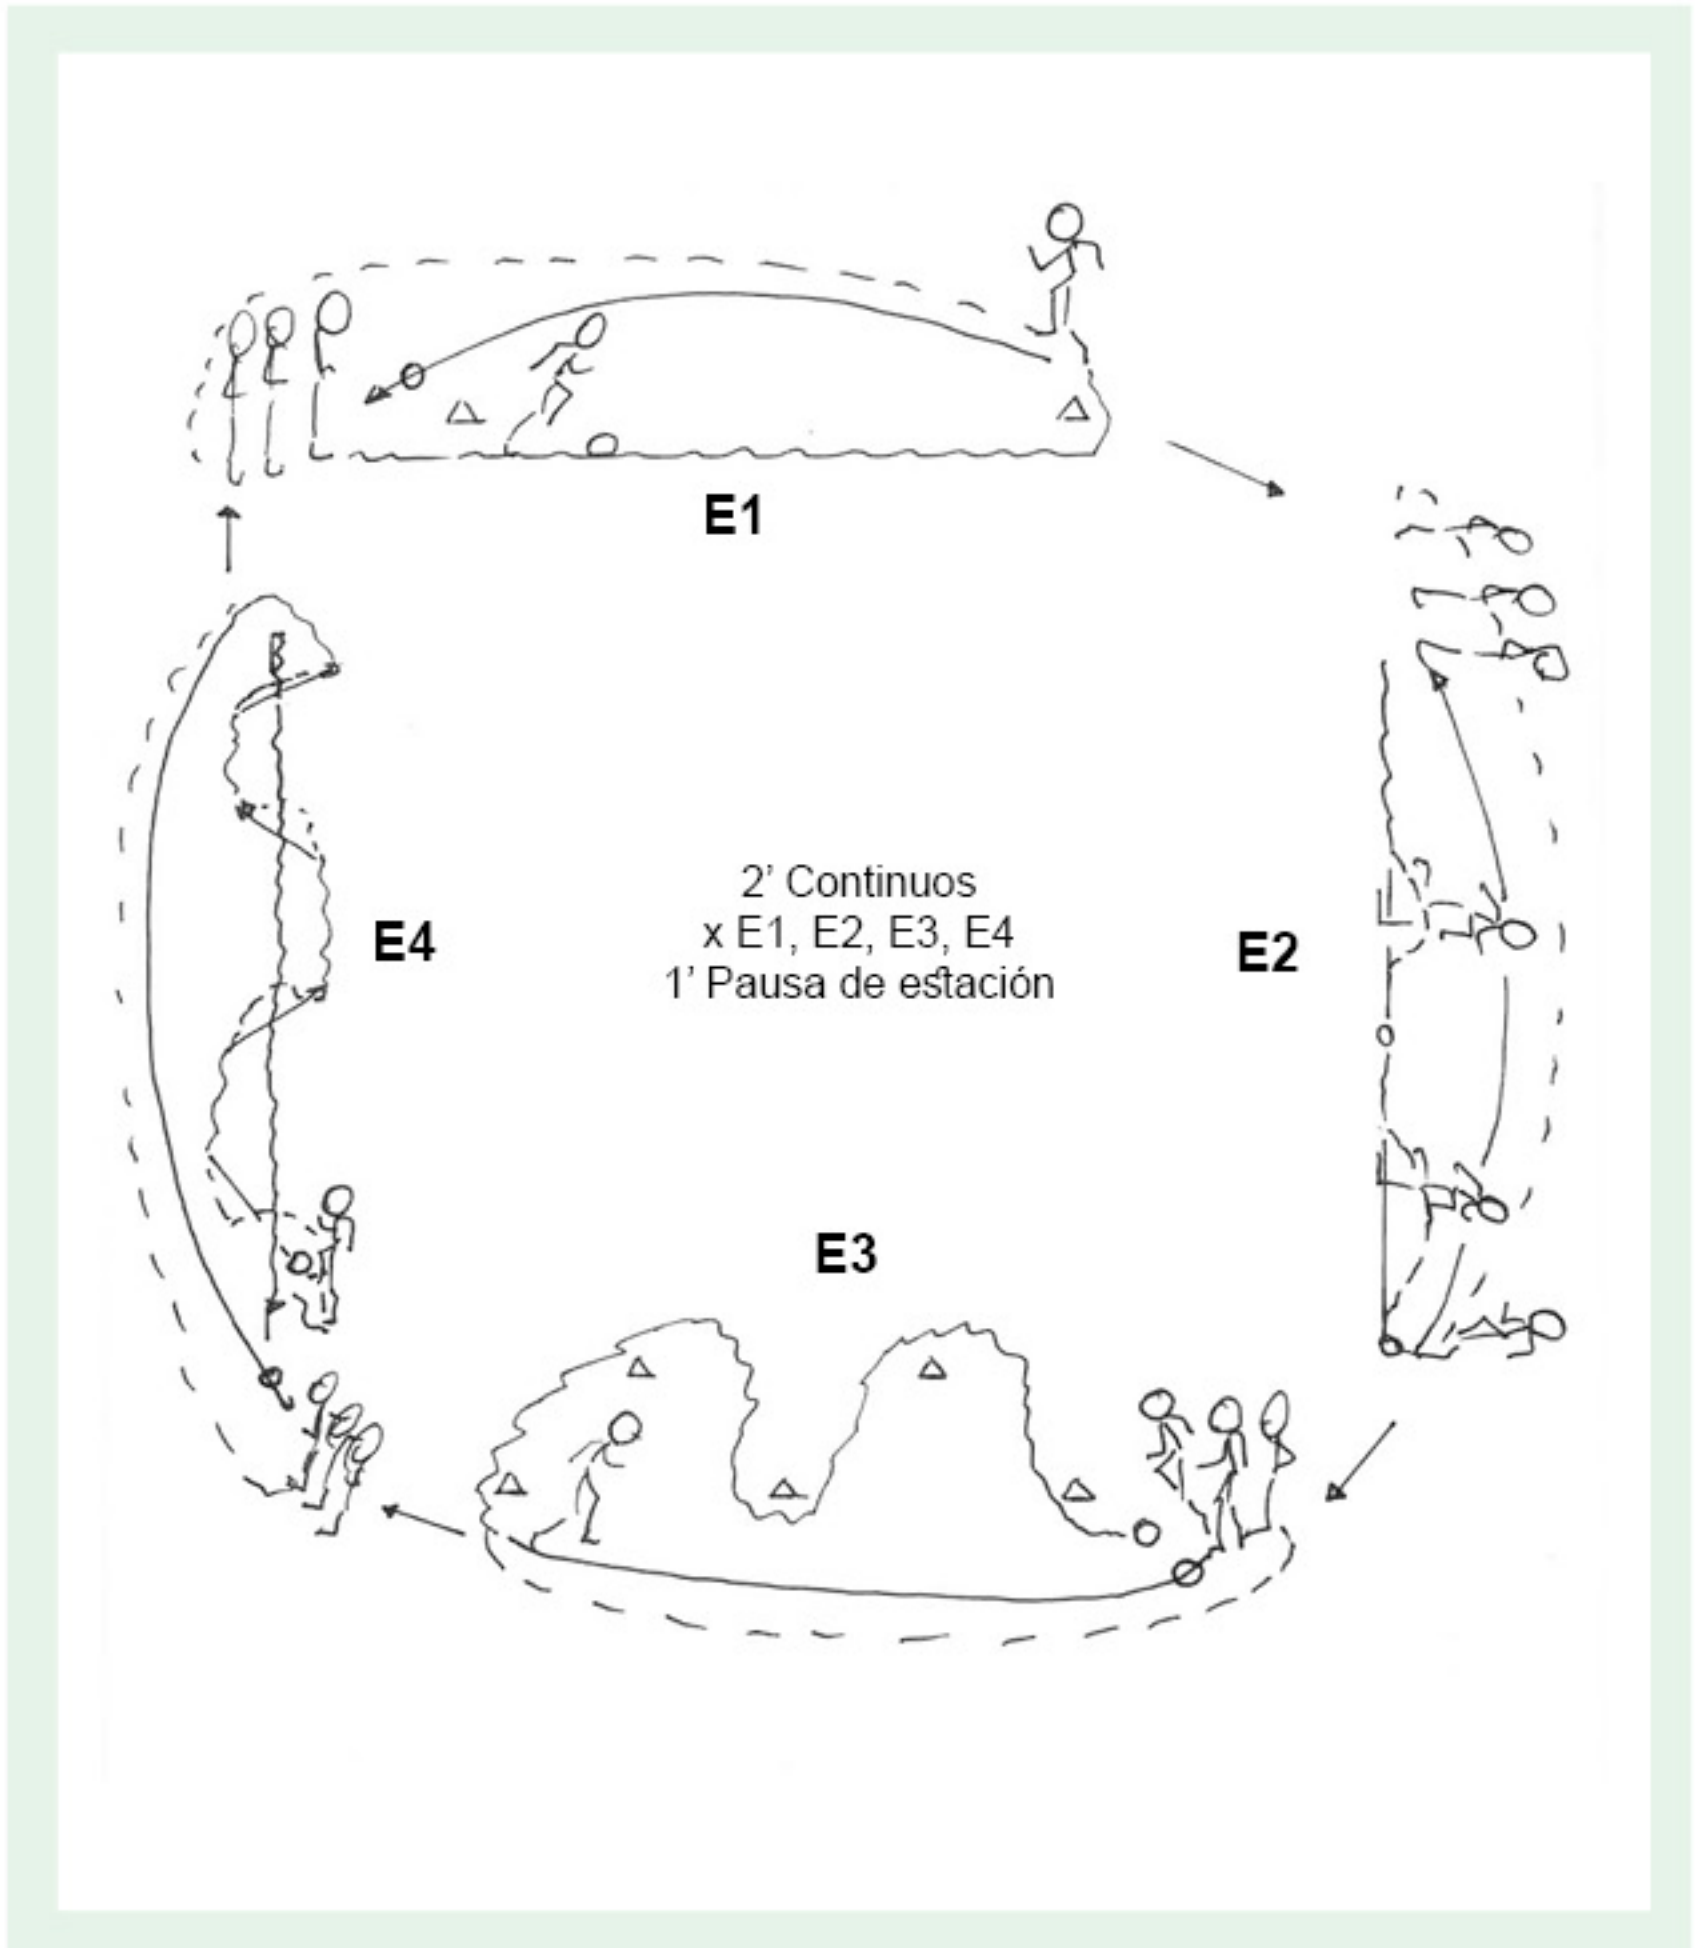 E1
2’ Continuos
x E1, E2, E3, E4
1’ Pausa de estación
E4
E2
E3